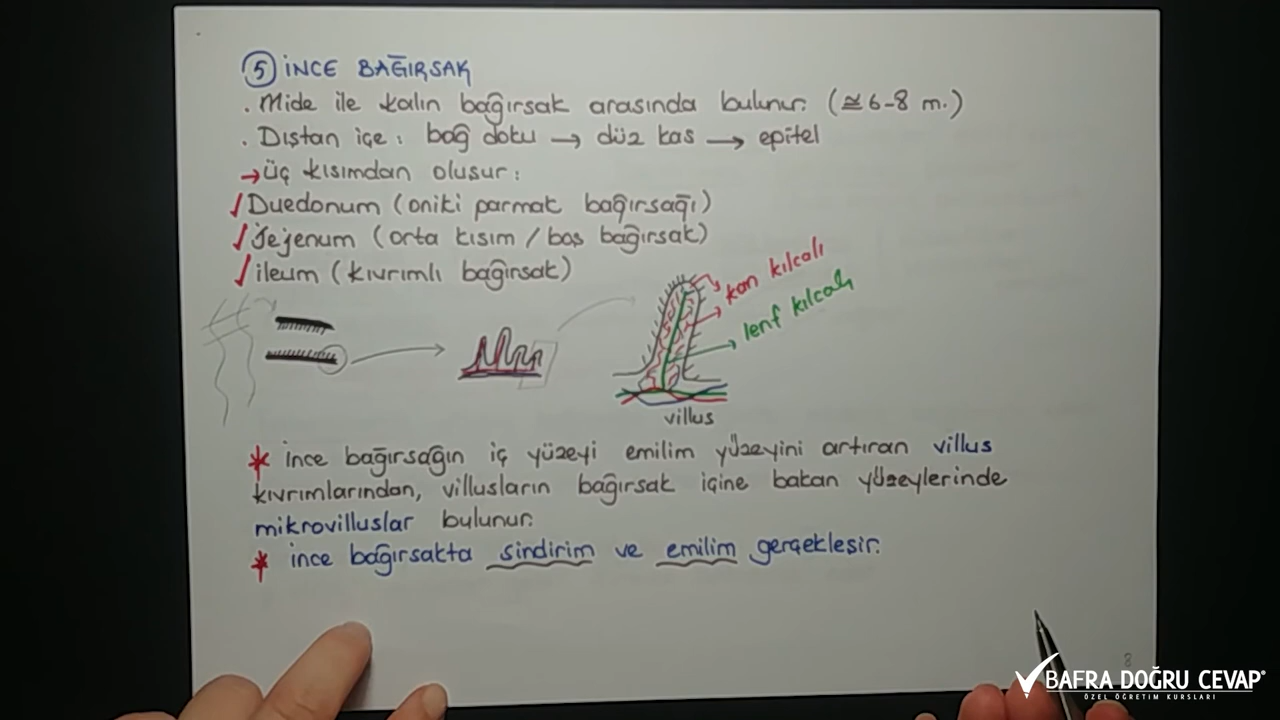 5 İNCE BAĞIRSAK
. Mide ile kalın bağırsak arasında bulunur. (≅ 6-8 m.)
. Dıştan içe : bağ doku → düz kas → epitel
→ üç kısımdan oluşur :
✓ Duedonum (oniki parmak bağırsağı)
✓ Jejenum (orta kısım / boş bağırsak)
✓ ileum (kıvrımlı bağırsak)
kan kılcalı
lenf kılcalı
villus
* ince bağırsağın iç yüzeyi emilim yüzeyini artıran villus
kıvrımlarından, villusların bağırsak içine bakan yüzeylerinde
mikrovilluslar bulunur.
* ince bağırsakta sindirim ve emilim gerçekleşir.
8
BAFRA DOĞRU CEVAP®
ÖZEL ÖĞRETİM KURSLARI